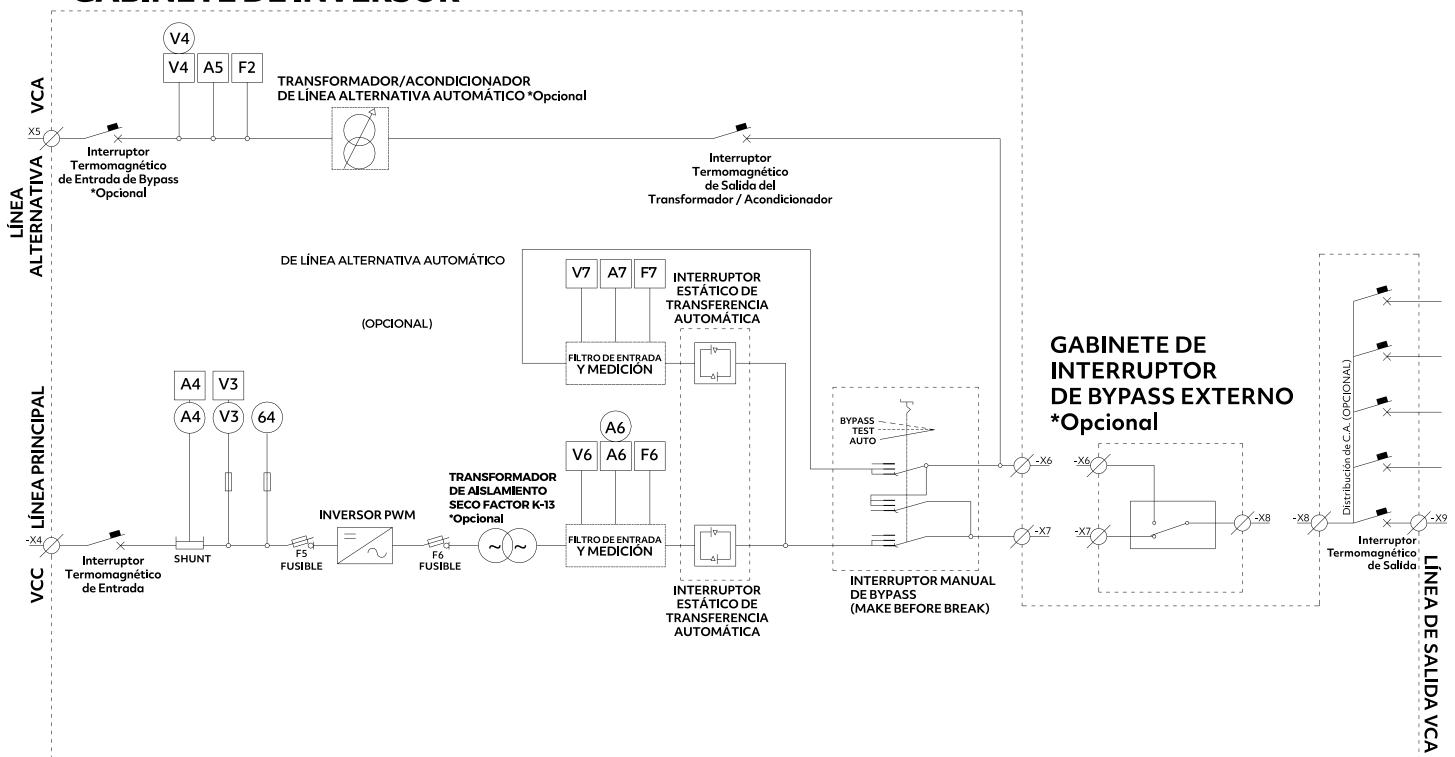 GABINETE DE INVERSOR
V4
V4
A5
F2
TRANSFORMADOR/ACONDICIONADOR
DE LÍNEA ALTERNATIVA AUTOMÁTICO *Opcional
VCA
X5
LÍNEA
ALTERNATIVA
Interruptor
Termomagnético
de Entrada de Bypass
*Opcional
Interruptor
Termomagnético
de Salida del
Transformador / Acondicionador
DE LÍNEA ALTERNATIVA AUTOMÁTICO
(OPCIONAL)
V7
A7
F7
INTERRUPTOR
ESTÁTICO DE
TRANSFERENCIA
AUTOMÁTICA
FILTRO DE ENTRADA
Y MEDICIÓN
LÍNEA PRINCIPAL
VCC
-X4
Interruptor
Termomagnético
de Entrada
A4
V3
A4
V3
64
SHUNT
F5
FUSIBLE
INVERSOR PWM
F6
FUSIBLE
TRANSFORMADOR
DE AISLAMIENTO
SECO FACTOR K-13
*Opcional
A6
V6
A6
F6
FILTRO DE ENTRADA
Y MEDICIÓN
INTERRUPTOR
ESTÁTICO DE
TRANSFERENCIA
AUTOMÁTICA
BYPASS
TEST
AUTO
INTERRUPTOR MANUAL
DE BYPASS
(MAKE BEFORE BREAK)
-X6
-X7
GABINETE DE
INTERRUPTOR
DE BYPASS EXTERNO
*Opcional
-X6
-X7
-X8
-X8
Distribución de C.A. (OPCIONAL)
-X9
Interruptor
Termomagnético
de Salida
LÍNEA DE SALIDA VCA